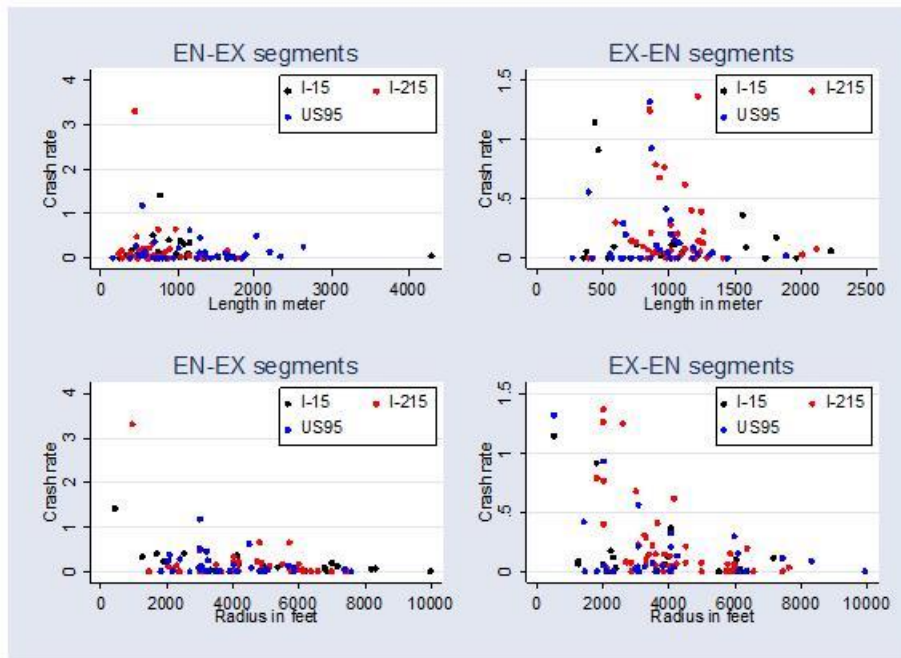 EN-EX segments
Crash rate
4
3
2
1
0
I-15 I-215
US95
0 1000 2000 3000 4000
Length in meter
EX-EN segments
Crash rate
1.5
1
.5
0
I-15 I-215
US95
0 500 1000 1500 2000 2500
Length in meter
EN-EX segments
Crash rate
4
3
2
1
0
I-15 I-215
US95
0 2000 4000 6000 8000 10000
Radius in feet
EX-EN segments
Crash rate
1.5
1
.5
0
I-15 I-215
US95
0 2000 4000 6000 8000 10000
Radius in feet